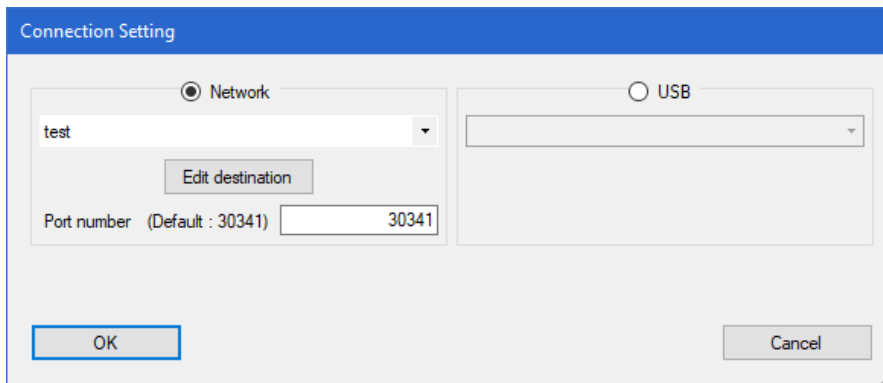 Connection Setting
Network
USB
test
Edit destination
Port number (Default : 30341) 30341
OK
Cancel